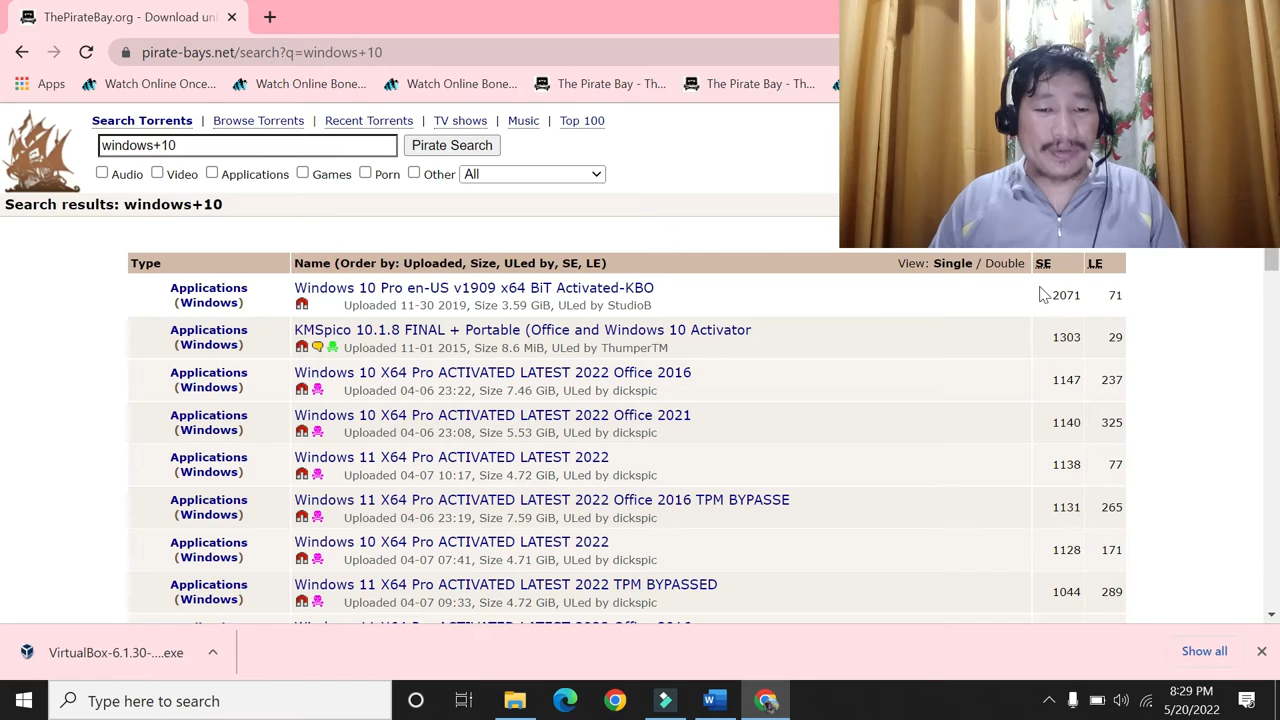 ThePirateBay.org - Download unl
pirate-bays.net/search?q=windows+10
Apps Watch Online Once... Watch Online Bone... Watch Online Bone... The Pirate Bay - Th... The Pirate Bay - Th...
Search Torrents | Browse Torrents | Recent Torrents | TV shows | Music | Top 100
windows+10 Pirate Search
Audio Video Applications Games Porn Other All
Search results: windows+10
Type Name (Order by: Uploaded, Size, ULed by, SE, LE) View: Single / Double SE LE
Applications Windows 10 Pro en-US v1909 x64 BiT Activated-KBO 2071 71
(Windows) Uploaded 11-30 2019, Size 3.59 GiB, ULed by StudioB
Applications KMSpico 10.1.8 FINAL + Portable (Office and Windows 10 Activator 1303 29
(Windows) Uploaded 11-01 2015, Size 8.6 MiB, ULed by ThumperTM
Applications Windows 10 X64 Pro ACTIVATED LATEST 2022 Office 2016 1147 237
(Windows) Uploaded 04-06 23:22, Size 7.46 GiB, ULed by dickspic
Applications Windows 10 X64 Pro ACTIVATED LATEST 2022 Office 2021 1140 325
(Windows) Uploaded 04-06 23:08, Size 5.53 GiB, ULed by dickspic
Applications Windows 11 X64 Pro ACTIVATED LATEST 2022 1138 77
(Windows) Uploaded 04-07 10:17, Size 4.72 GiB, ULed by dickspic
Applications Windows 11 X64 Pro ACTIVATED LATEST 2022 Office 2016 TPM BYPASSE 1131 265
(Windows) Uploaded 04-06 23:19, Size 7.59 GiB, ULed by dickspic
Applications Windows 10 X64 Pro ACTIVATED LATEST 2022 1128 171
(Windows) Uploaded 04-07 07:41, Size 4.71 GiB, ULed by dickspic
Applications Windows 11 X64 Pro ACTIVATED LATEST 2022 TPM BYPASSED 1044 289
(Windows) Uploaded 04-07 09:33, Size 4.72 GiB, ULed by dickspic
VirtualBox-6.1.30-....exe Show all
Type here to search 8:29 PM
5/20/2022